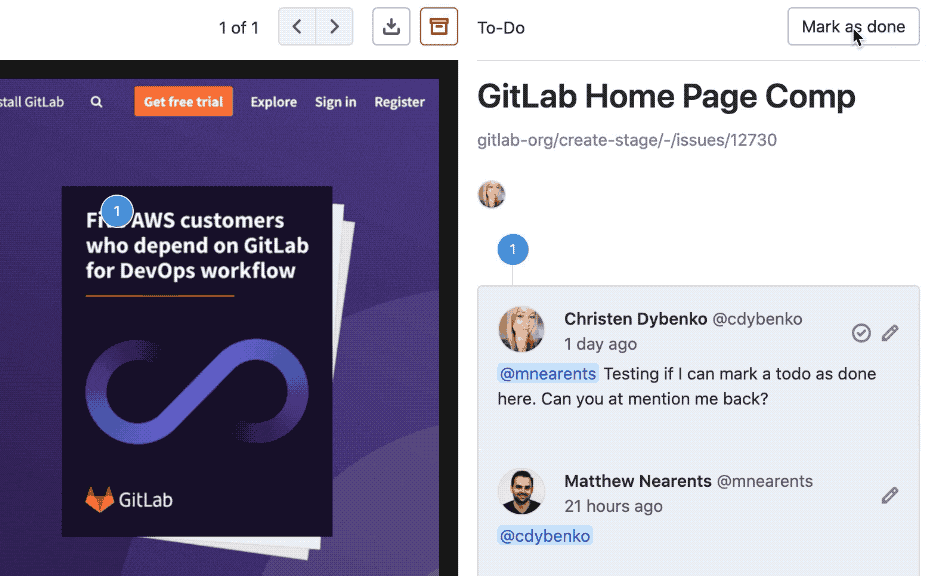 1 of 1
To-Do
Mark as done
stall GitLab
Get free trial
Explore
Sign in
Register
1
AWS customers
who depend on GitLab
for DevOps workflow
GitLab
GitLab Home Page Comp
gitlab-org/create-stage/-/issues/12730
1
Christen Dybenko @cdybenko
1 day ago
@mnearents Testing if I can mark a todo as done
here. Can you at mention me back?
Matthew Nearents @mnearents
21 hours ago
@cdybenko